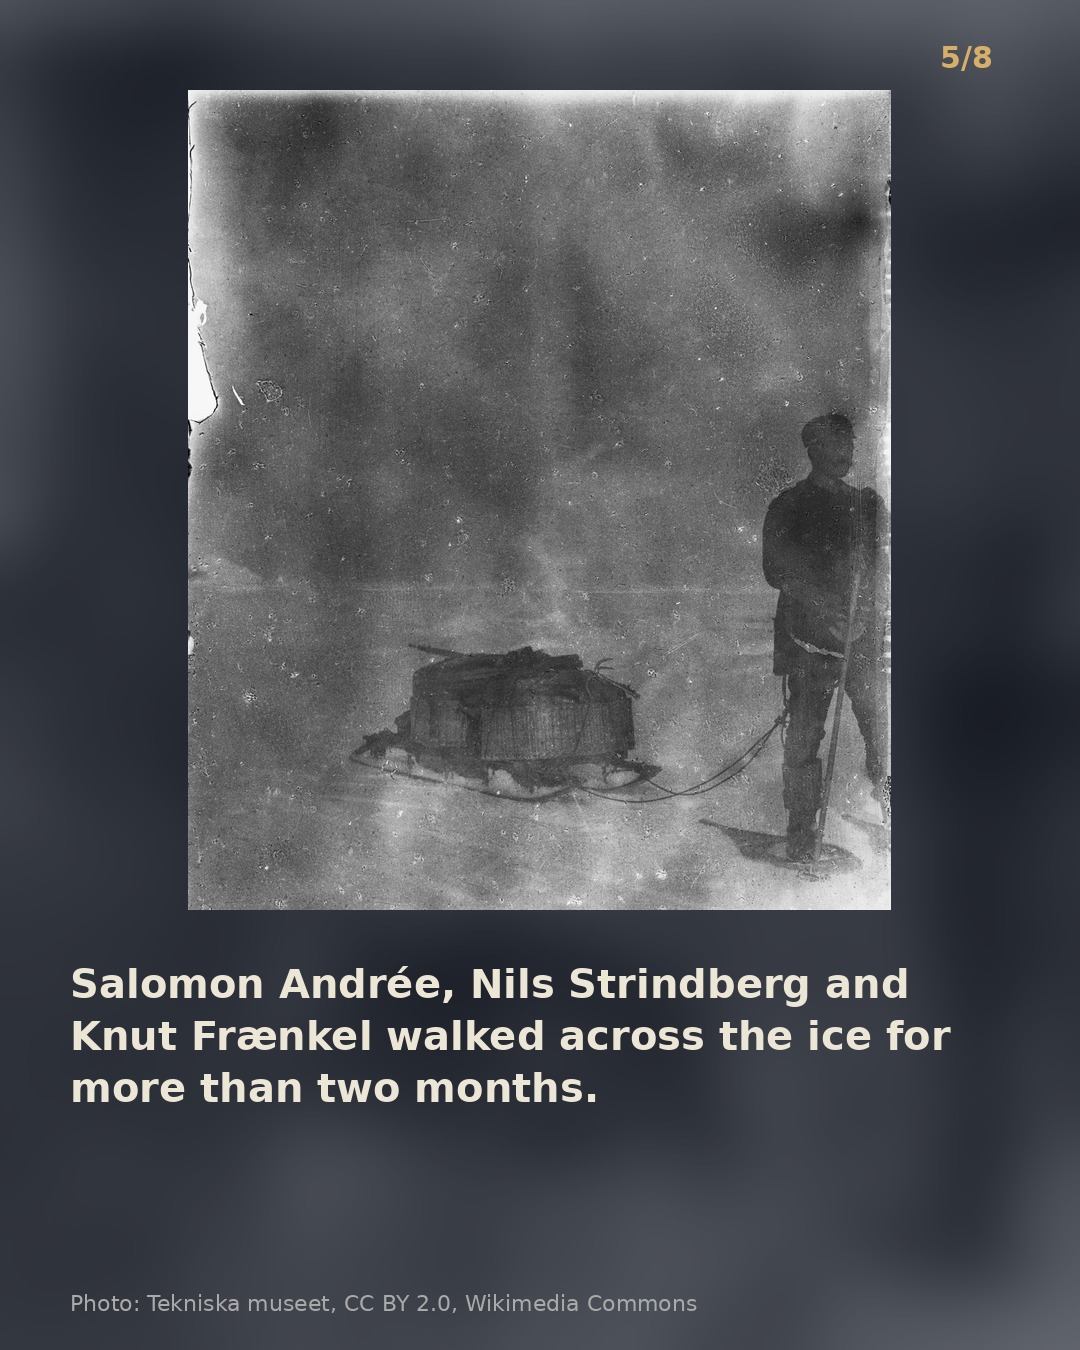 5/8
Salomon Andrée, Nils Strindberg and
Knut Frænkel walked across the ice for
more than two months.
Photo: Tekniska museet, CC BY 2.0, Wikimedia Commons